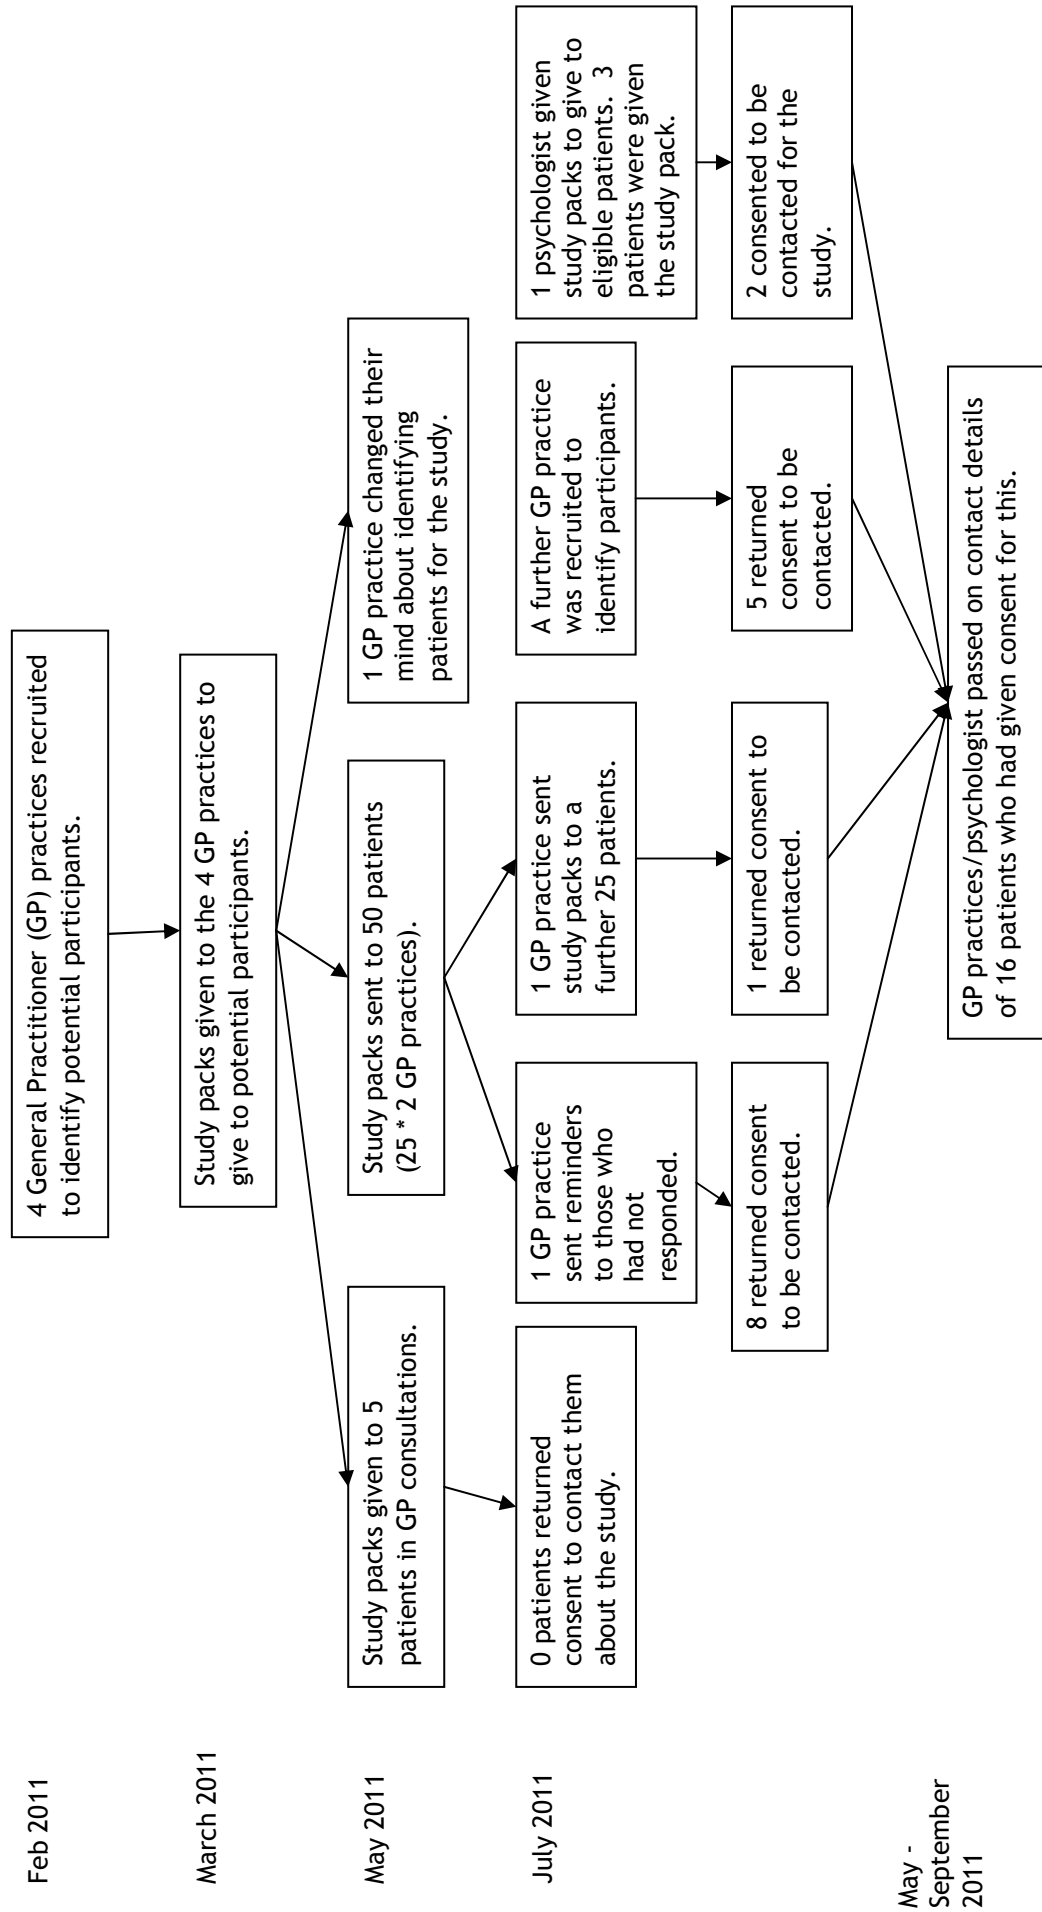 Feb 2011
4 General Practitioner (GP) practices recruited
to identify potential participants.
March 2011
Study packs given to the 4 GP practices to
give to potential participants.
May 2011
Study packs given to 5
patients in GP consultations.
Study packs sent to 50 patients
(25 * 2 GP practices).
1 GP practice changed their
mind about identifying
patients for the study.
July 2011
0 patients returned
consent to contact them
about the study.
1 GP practice
sent reminders
to those who
had not
responded.
1 GP practice sent
study packs to a
further 25 patients.
A further GP practice
was recruited to
identify participants.
1 psychologist given
study packs to give to
eligible patients. 3
patients were given
the study pack.
8 returned consent
to be contacted.
1 returned consent to
be contacted.
5 returned
consent to be
contacted.
2 consented to be
contacted for the
study.
May -
September
2011
GP practices/psychologist passed on contact details
of 16 patients who had given consent for this.